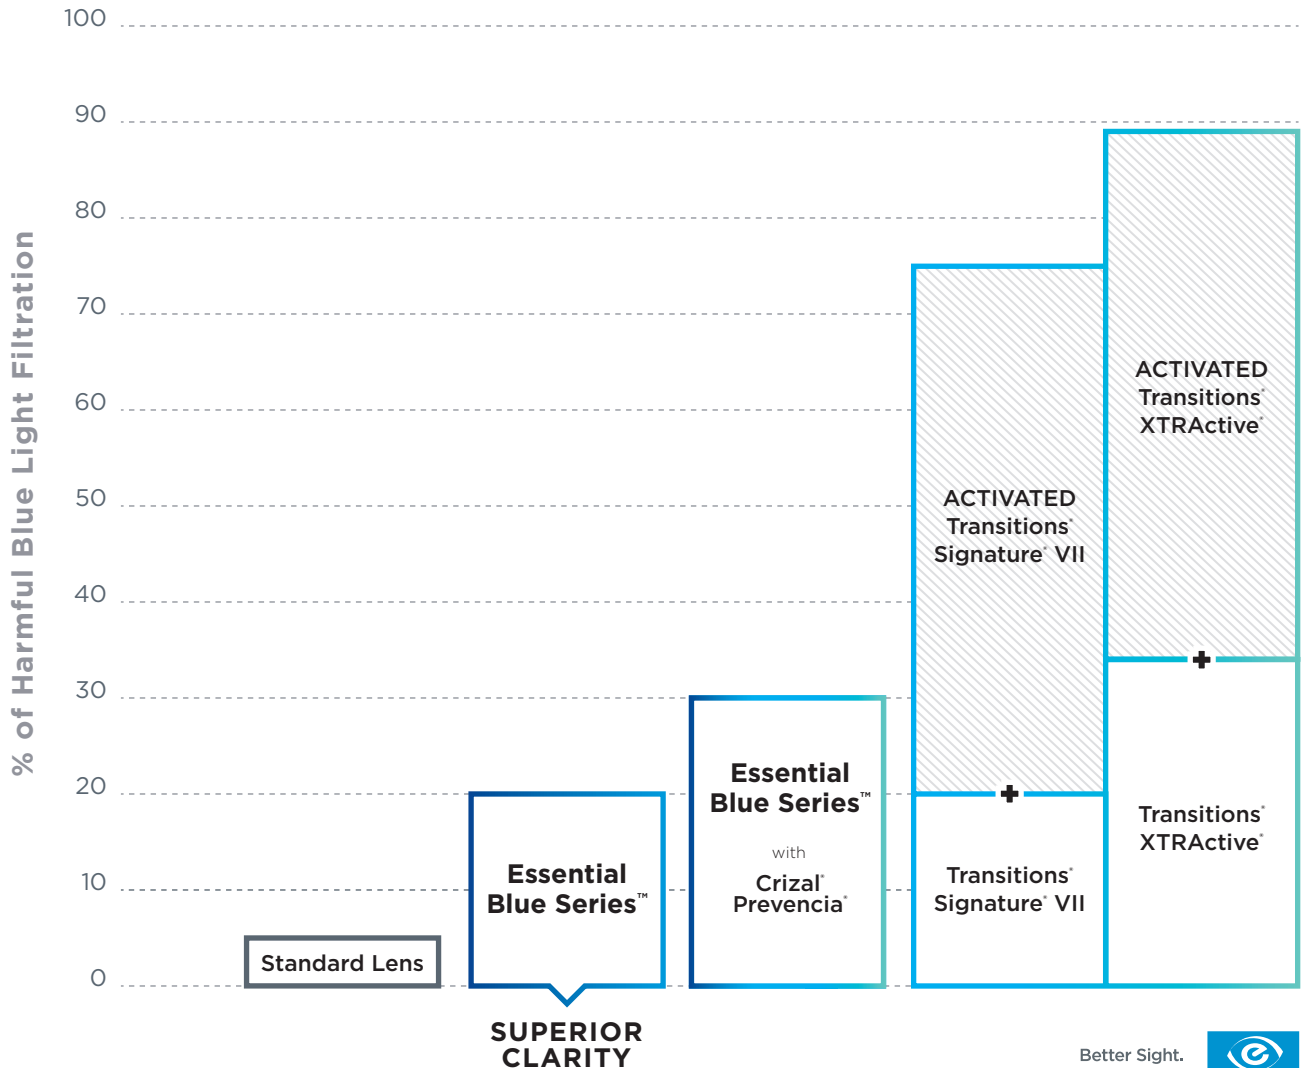 % of Harmful Blue Light Filtration
100
90
80
70
60
50
40
30
20
10
0
Standard Lens
Essential
Blue Series™
SUPERIOR
CLARITY
Essential
Blue Series™
with
Crizal®
Prevencia®
ACTIVATED
Transitions®
Signature® VII
Transitions®
Signature® VII
ACTIVATED
Transitions®
XTRActive®
Transitions®
XTRActive®
Better Sight.